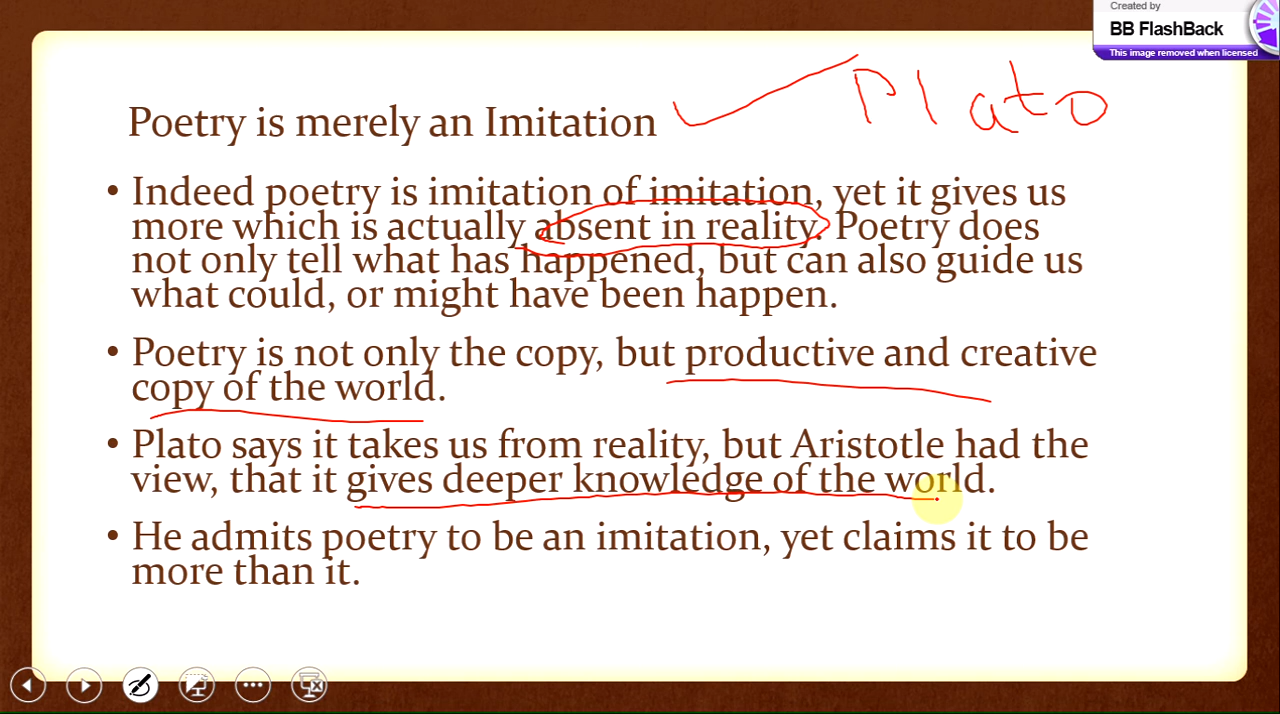 Created by
BB FlashBack
This image removed when licensed
Poetry is merely an Imitation Plato
• Indeed poetry is imitation of imitation, yet it gives us
more which is actually absent in reality. Poetry does
not only tell what has happened, but can also guide us
what could, or might have been happen.
• Poetry is not only the copy, but productive and creative
copy of the world.
• Plato says it takes us from reality, but Aristotle had the
view, that it gives deeper knowledge of the world.
• He admits poetry to be an imitation, yet claims it to be
more than it.